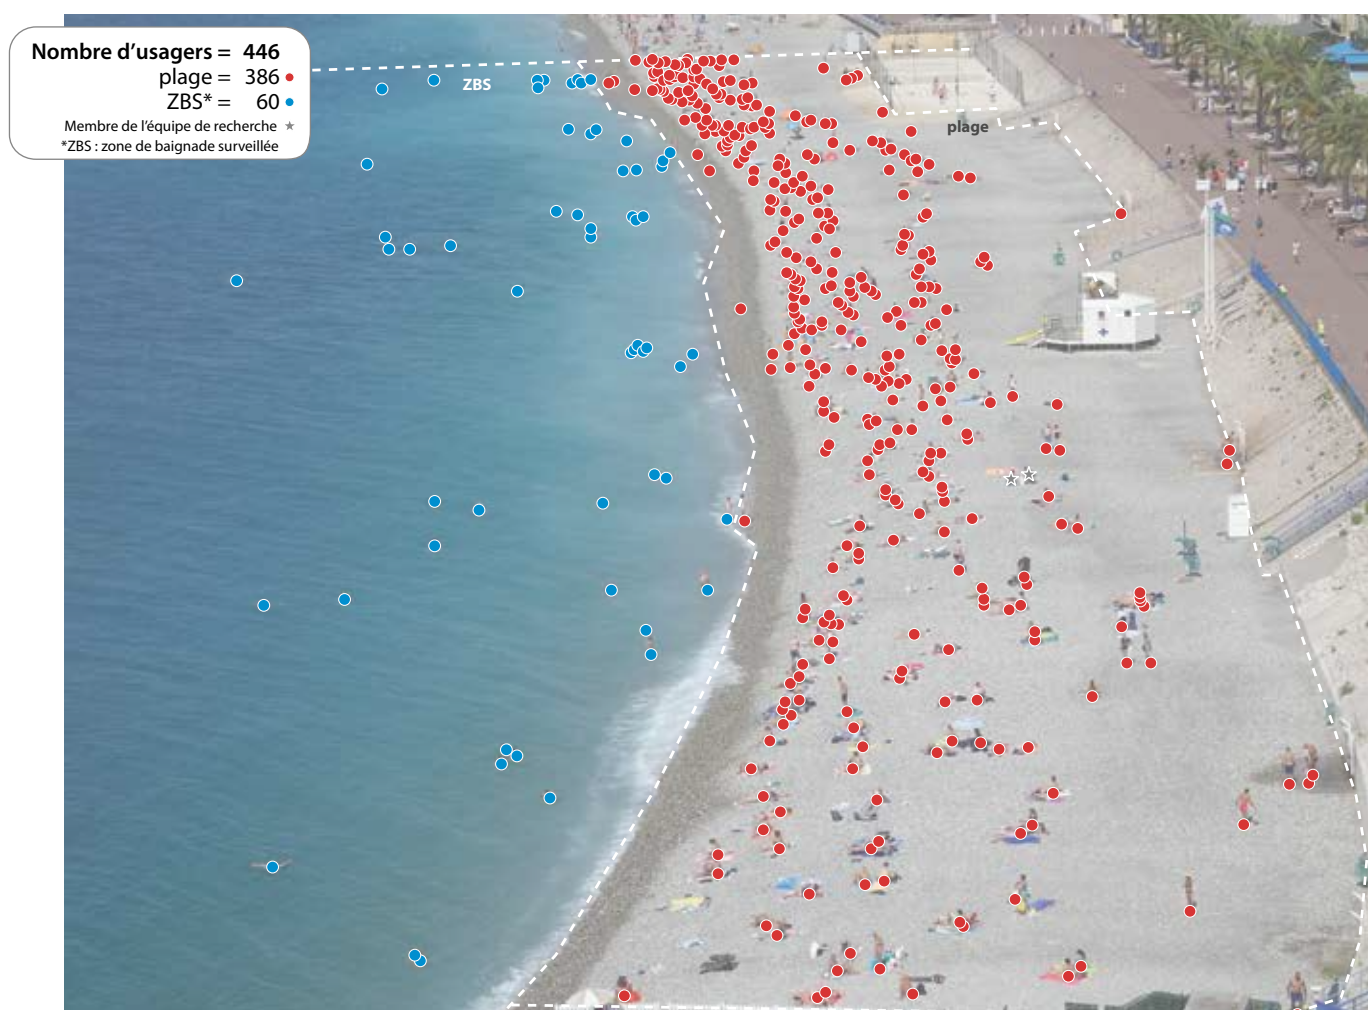 Nombre d’usagers = 446
plage = 386
ZBS* = 60
Membre de l’équipe de recherche
*ZBS : zone de baignade surveillée
ZBS
plage